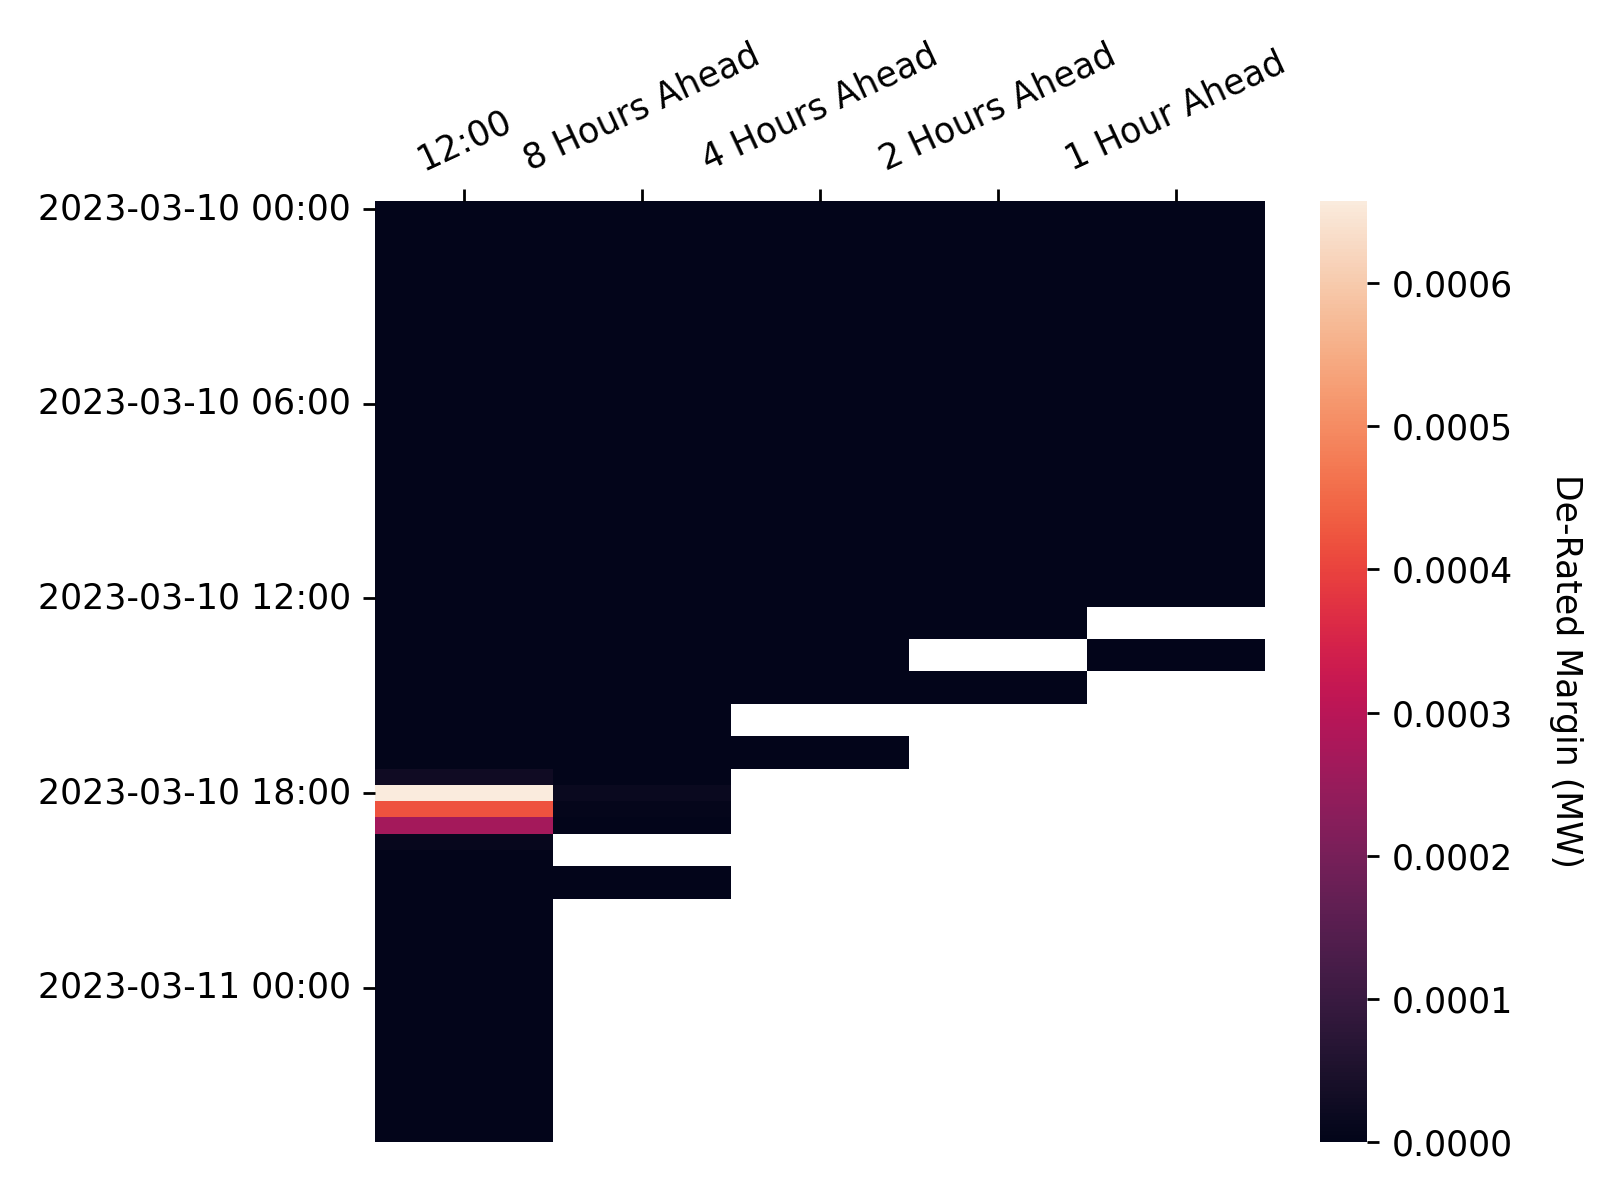 12:00
8 Hours Ahead
4 Hours Ahead
2 Hours Ahead
1 Hour Ahead
2023-03-10 00:00
2023-03-10 06:00
2023-03-10 12:00
2023-03-10 18:00
2023-03-11 00:00
0.0006
0.0005
0.0004
0.0003
0.0002
0.0001
0.0000
De-Rated Margin (MW)